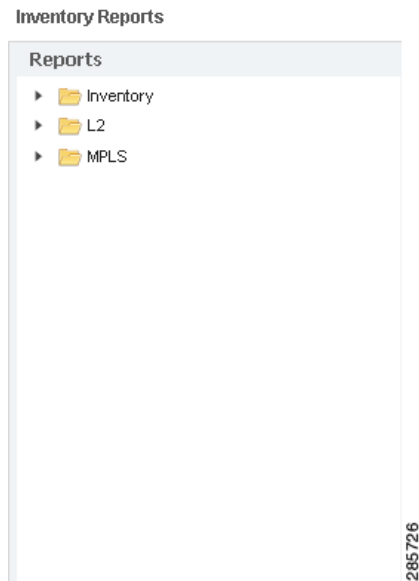 Inventory Reports
Reports
Inventory
L2
MPLS
285726